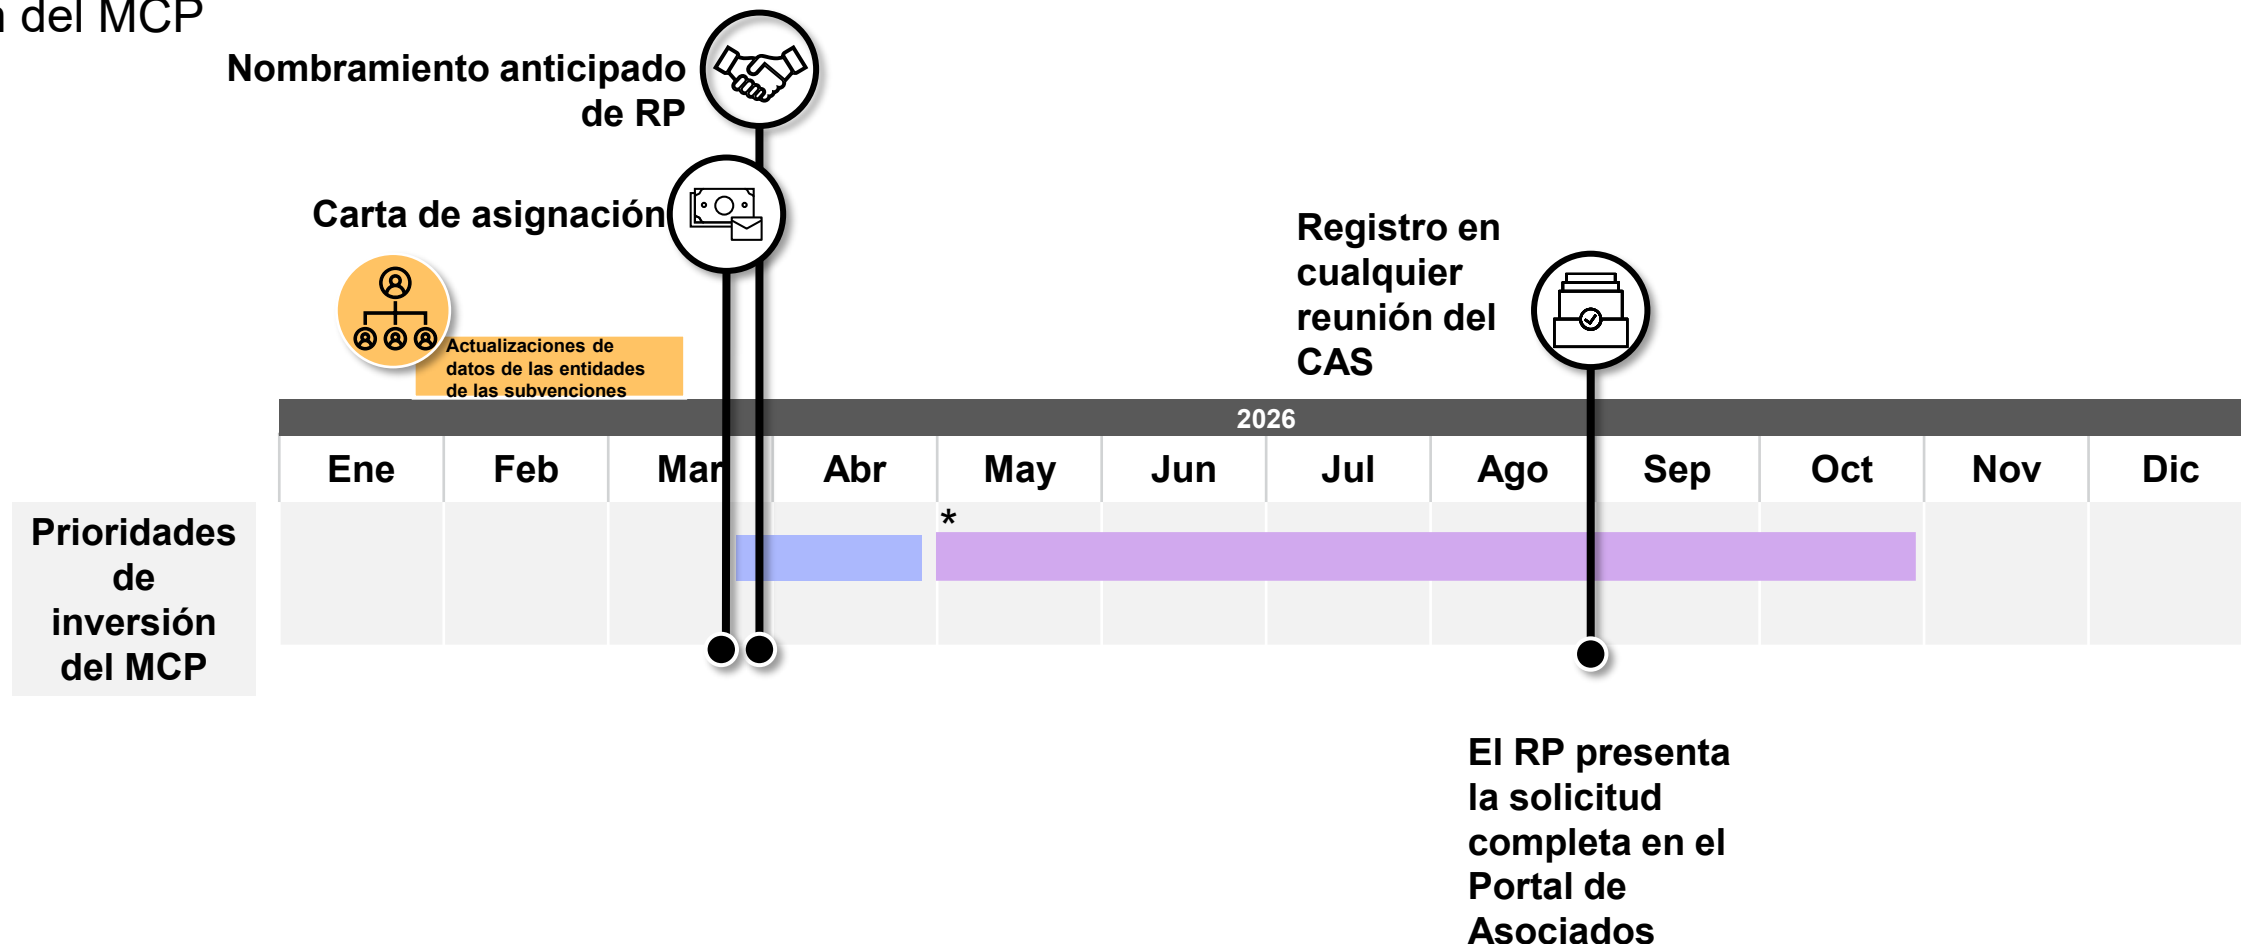 del MCP
Nombramiento anticipado
de RP
Carta de asignación
Actualizaciones de
datos de las entidades
de las subvenciones
Registro en
cualquier
reunión del
CAS
2026
Ene Feb Mar Abr May Jun Jul Ago Sep Oct Nov Dic
*
Prioridades
de
inversión
del MCP
El RP presenta
la solicitud
completa en el
Portal de
Asociados